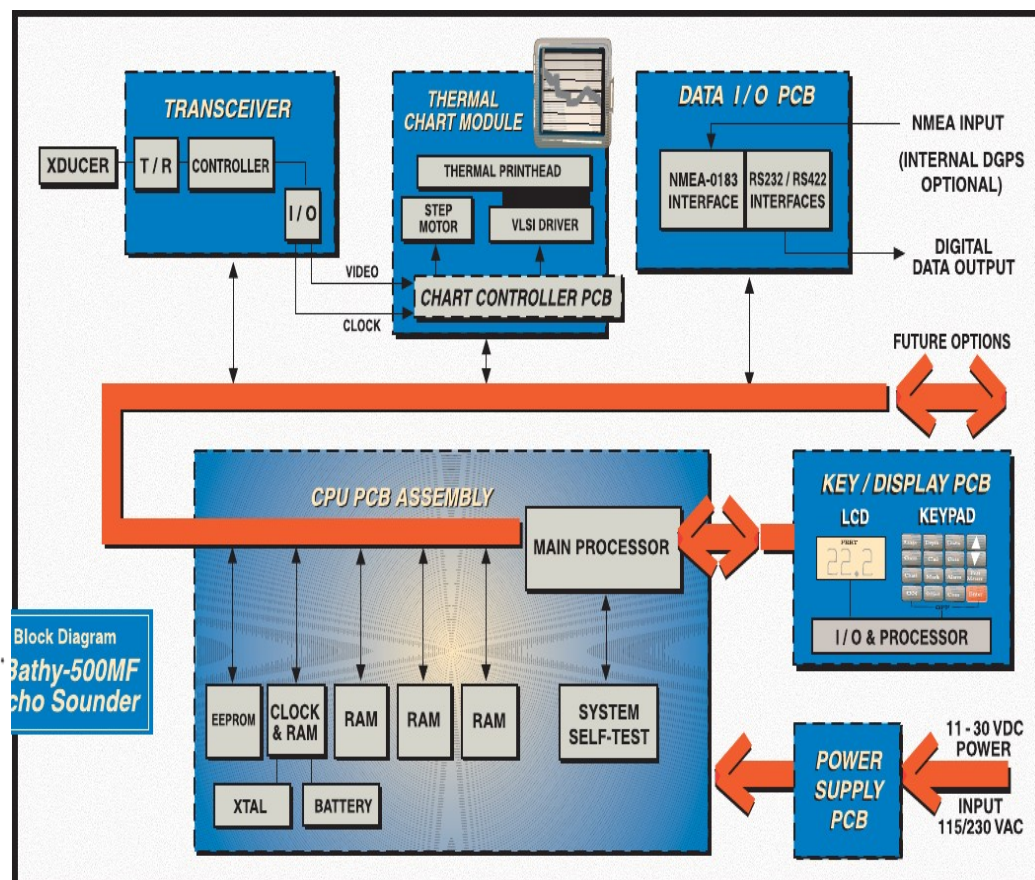 TRANSCEIVER
XDUCER
T / R
CONTROLLER
I / O
VIDEO
CLOCK
THERMAL
CHART MODULE
THERMAL PRINTHEAD
STEP
MOTOR
VLSI DRIVER
CHART CONTROLLER PCB
DATA I / O PCB
NMEA-0183
INTERFACE
RS232 / RS422
INTERFACES
NMEA INPUT
(INTERNAL DGPS
OPTIONAL)
DIGITAL
DATA OUTPUT
FUTURE OPTIONS
CPU PCB ASSEMBLY
MAIN PROCESSOR
EEPROM
CLOCK
& RAM
RAM
RAM
RAM
SYSTEM
SELF-TEST
XTAL
BATTERY
KEY / DISPLAY PCB
LCD
KEYPAD
FEET
22.2
OFF
I / O & PROCESSOR
Block Diagram
Bathy-500MF
cho Sounder
POWER
SUPPLY
PCB
11 - 30 VDC
POWER
INPUT
115/230 VAC